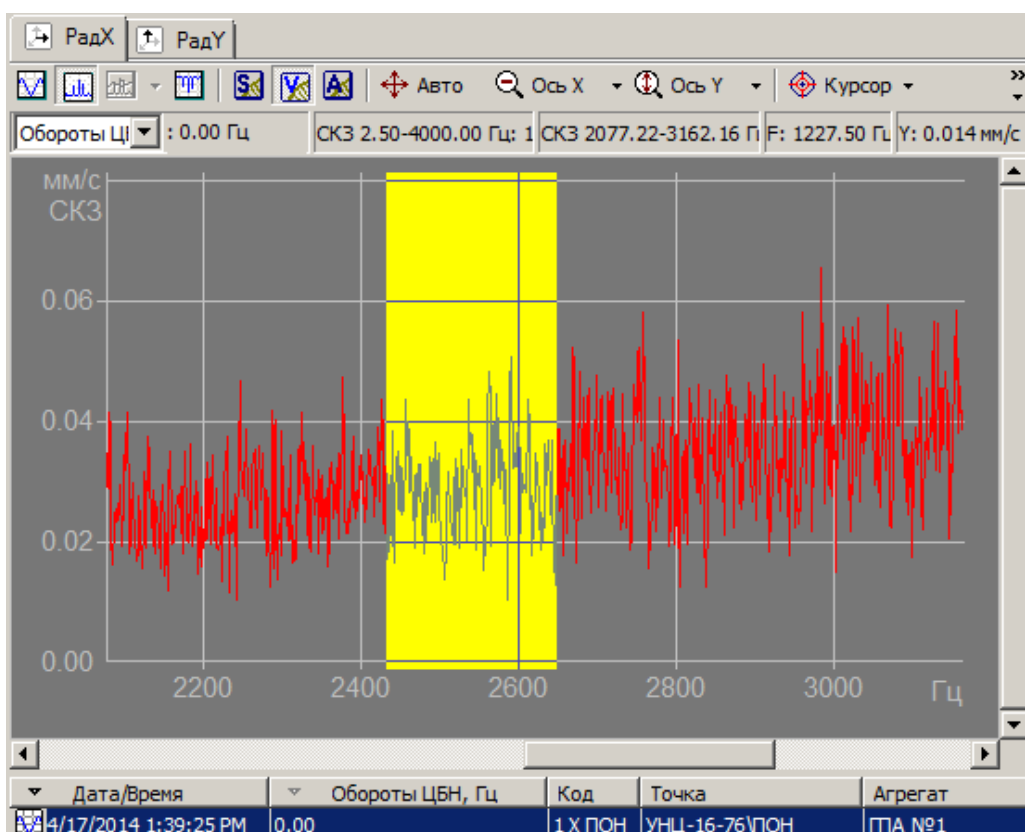 РадХ РадY
S V A Авто Ось X Ось Y Курсор »
: 0.00 Гц СКЗ 2.50-4000.00 Гц: 1 СКЗ 2077.22-3162.16 F: 1227.50 Y: 0.014 мм/с
мм/с
СКЗ
0.06
0.04
0.02
0.00
2200 2400 2600 2800 3000 Гц
Дата/Время Обороты ЦБН, Гц Код Точка Агрегат
4/17/2014 1:39:25 PM 0.00 1 X ПОН УНЦ-16-76\ПОН ГПА №1